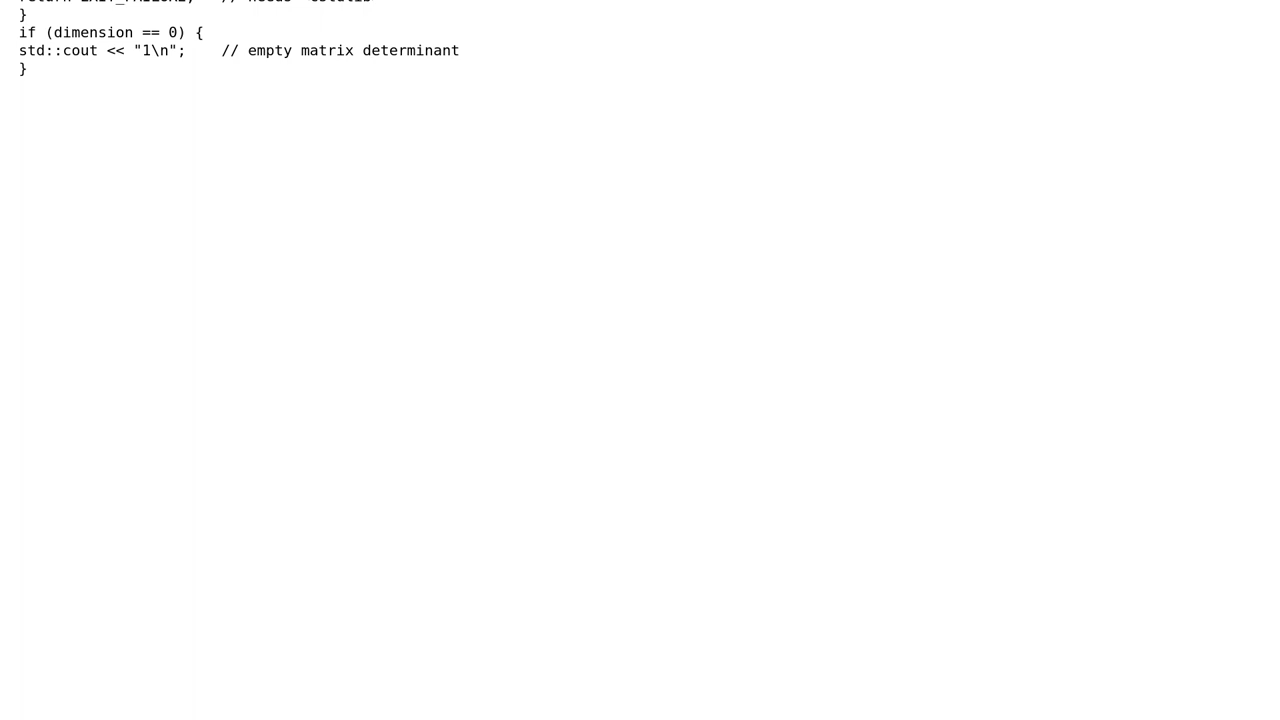 }
if (dimension == 0) {
std::cout << "1\n";    // empty matrix determinant
}